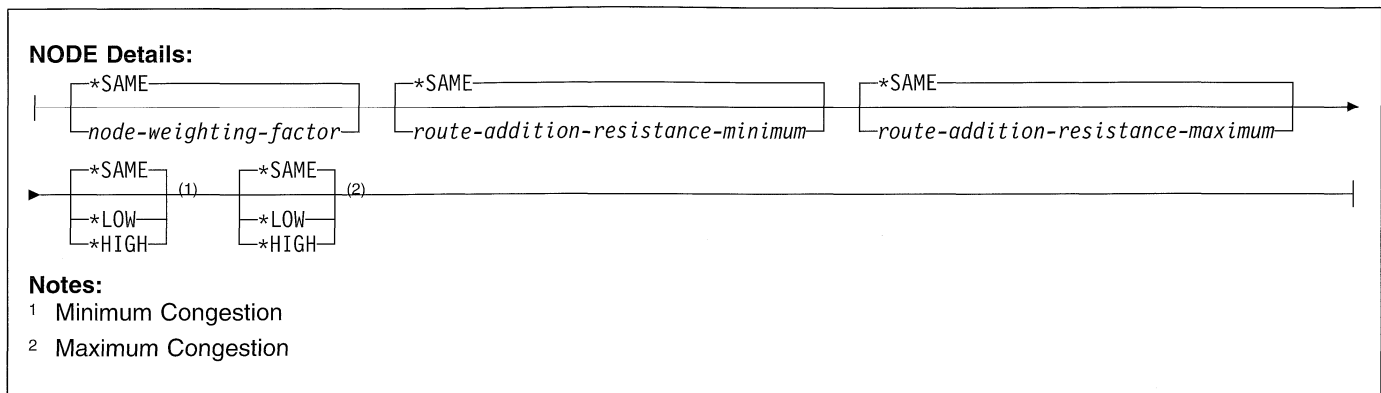 NODE Details:
*SAME *SAME *SAME
node-weighting-factor route-addition-resistance-minimum route-addition-resistance-maximum
*SAME *SAME
(1) (2)
*LOW *LOW
*HIGH *HIGH
Notes:
1 Minimum Congestion
2 Maximum Congestion